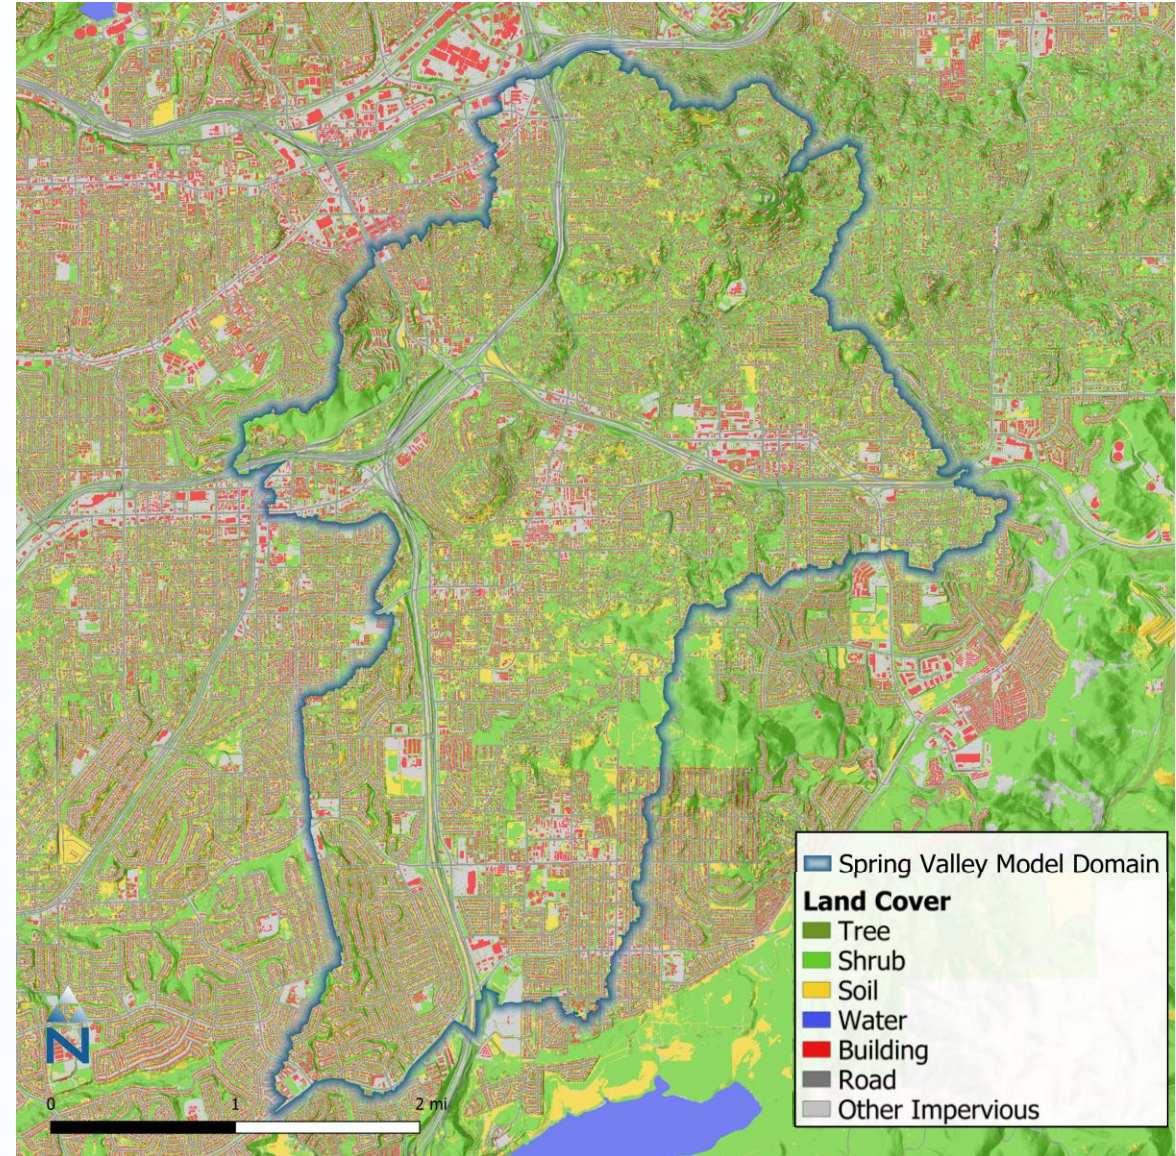 Spring Valley Model Domain
Land Cover
Tree
Shrub
Soil
Water
Building
Road
Other Impervious
N
0 1 2 mi